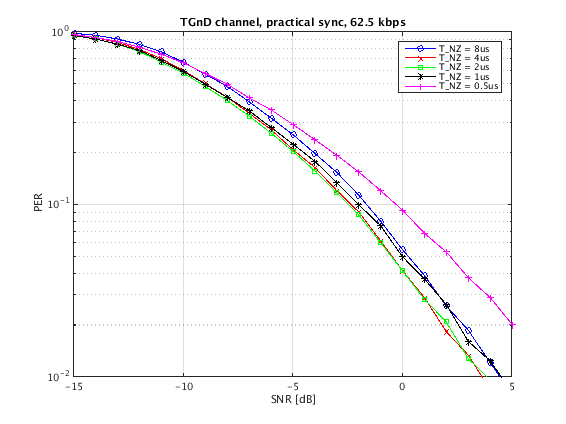 TGnD channel, practical sync, 62.5 kbps
10^0
10^-1
10^-2
PER
T_NZ = 8us
T_NZ = 4us
T_NZ = 2us
T_NZ = 1us
T_NZ = 0.5us
-15
-10
-5
0
5
SNR [dB]